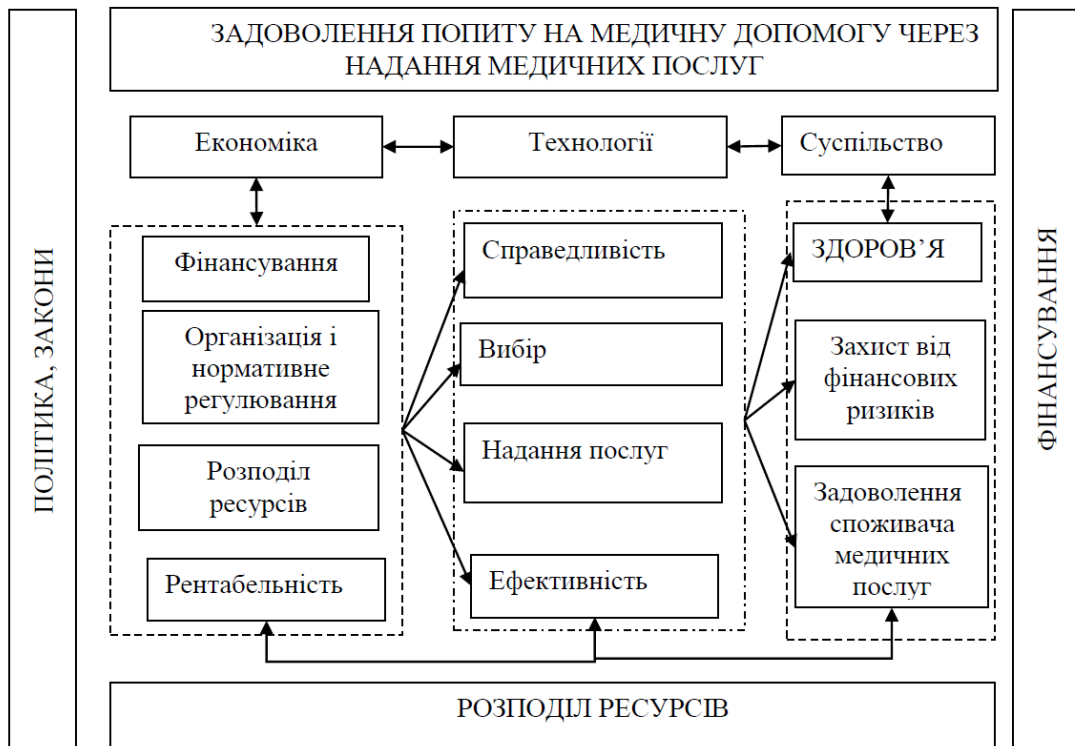 ЗАДОВОЛЕННЯ ПОПИТУ НА МЕДИЧНУ ДОПОМОГУ ЧЕРЕЗ
НАДАННЯ МЕДИЧНИХ ПОСЛУГ
ПОЛІТИКА, ЗАКОНИ
Економіка
Технології
Суспільство
Фінансування
Організація і
нормативне
регулювання
Розподіл
ресурсів
Рентабельність
Справедливість
Вибір
Надання послуг
Ефективність
ЗДОРОВ’Я
Захист від
фінансових
ризиків
Задоволення
споживача
медичних
послуг
ФІНАНСУВАННЯ
РОЗПОДІЛ РЕСУРСІВ